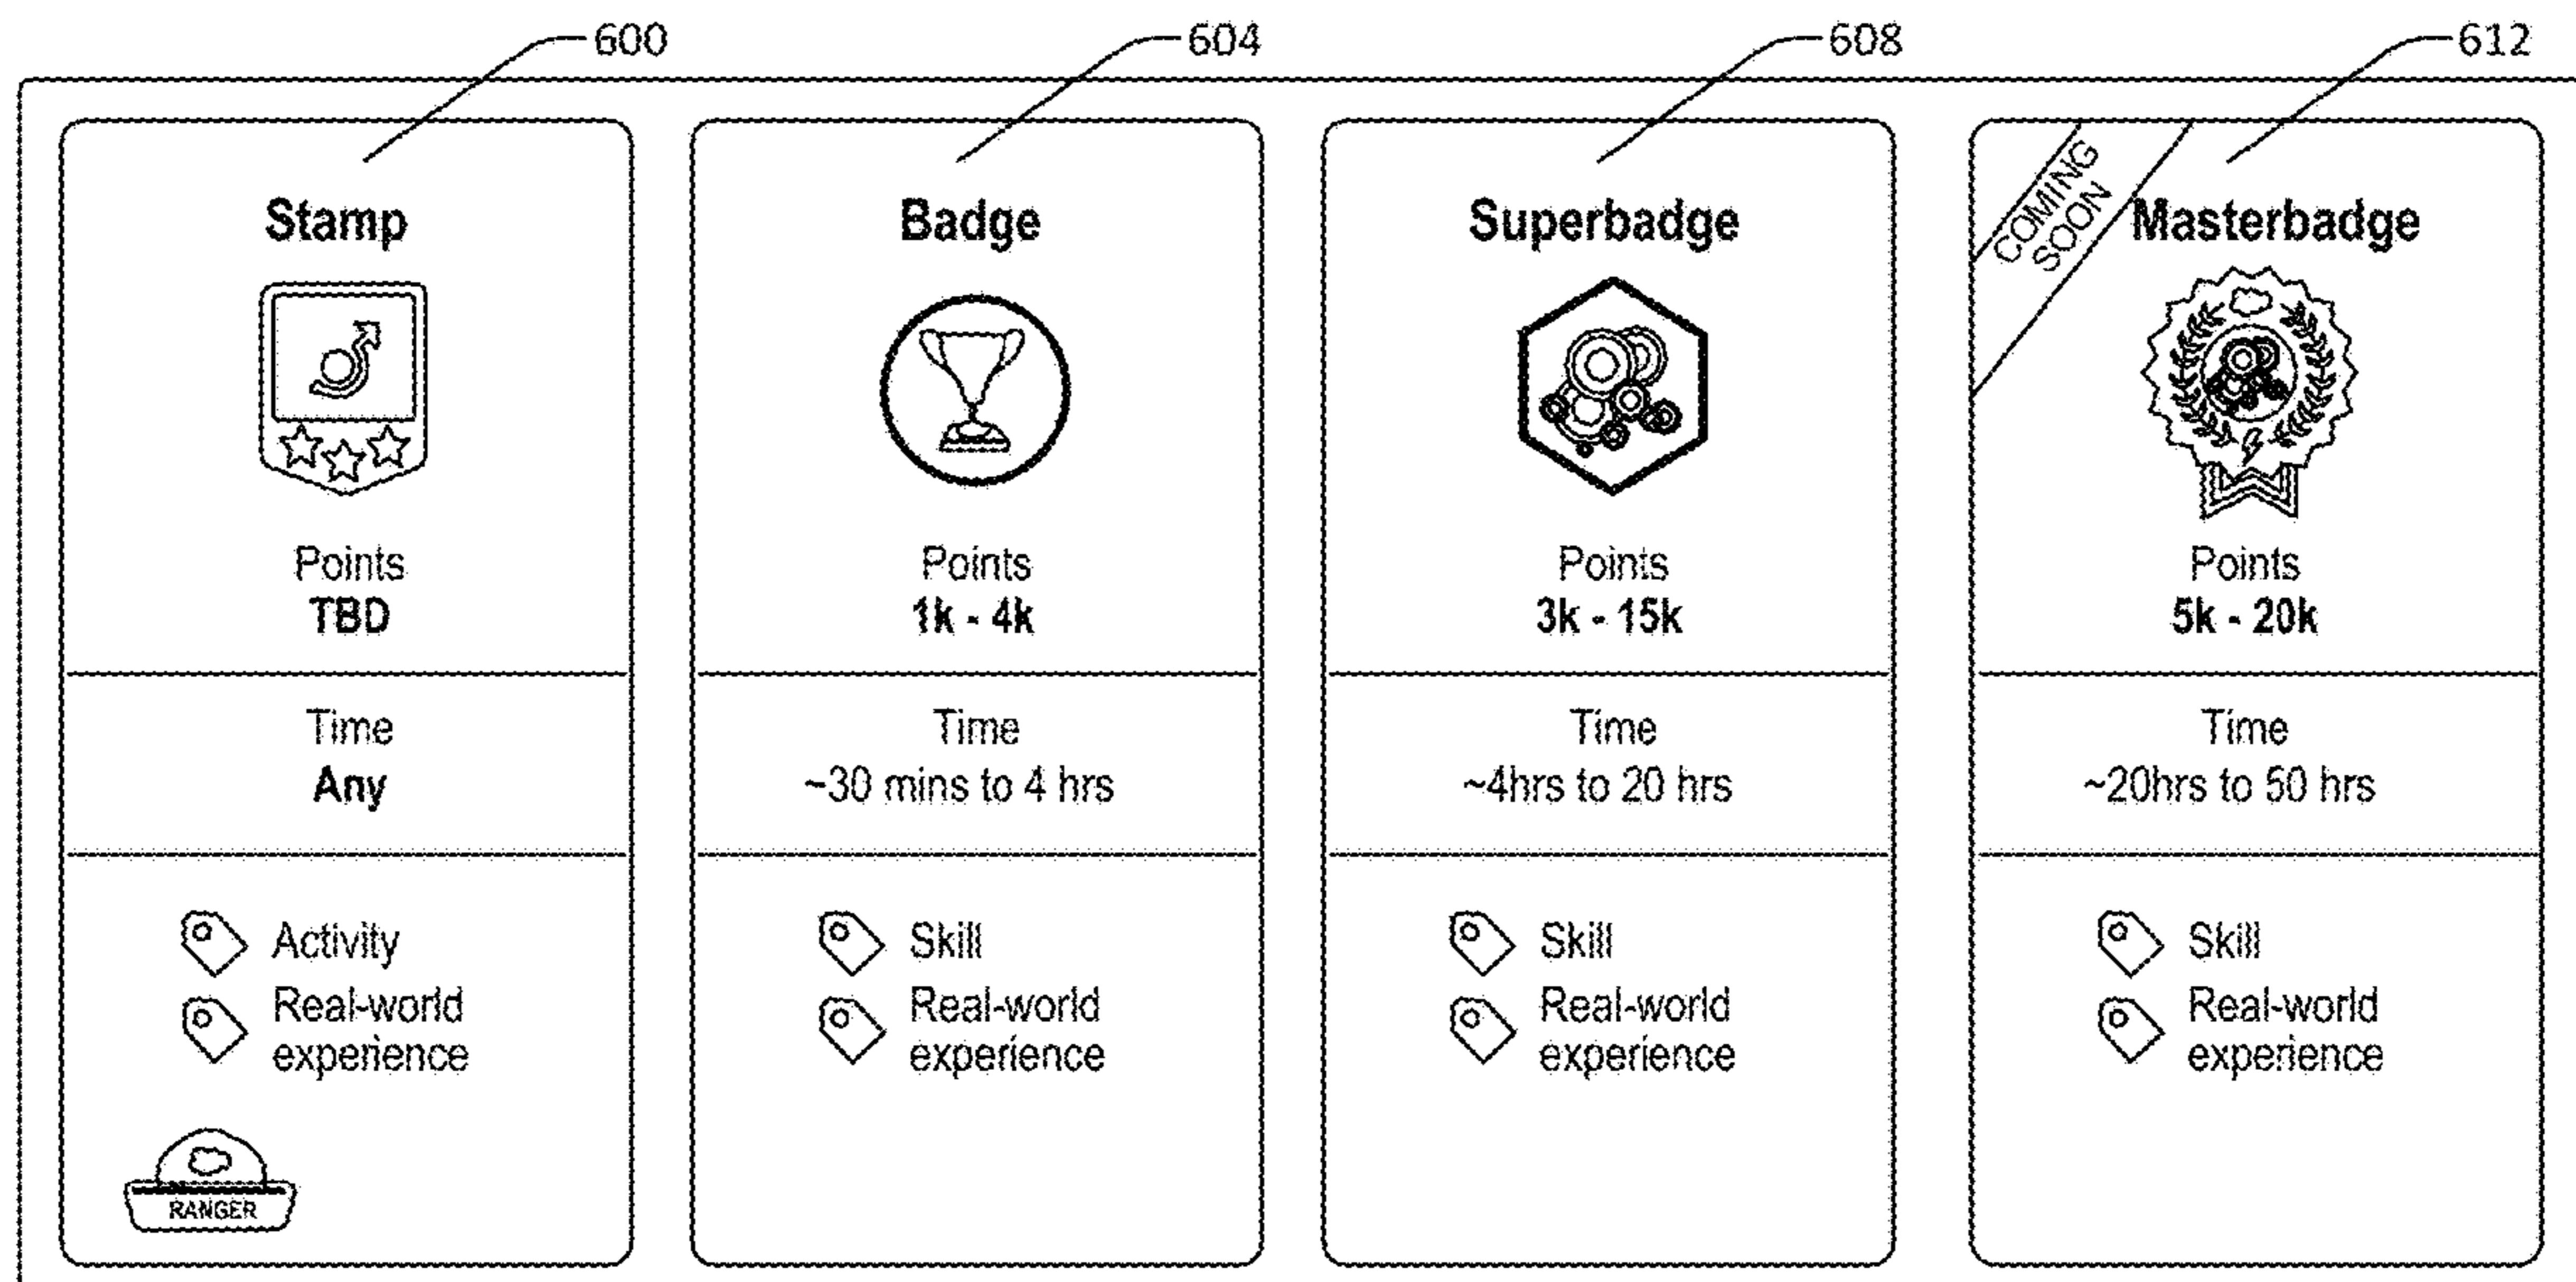 600
604
608
612
COMING
SOON
Stamp
Points
TBD
Time
Any
Activity
Real-world
experience
RANGER
Badge
Points
1k - 4k
Time
~30 mins to 4 hrs
Skill
Real-world
experience
Superbadge
Points
3k - 15k
Time
~4hrs to 20 hrs
Skill
Real-world
experience
Masterbadge
Points
5k - 20k
Time
~20hrs to 50 hrs
Skill
Real-world
experience